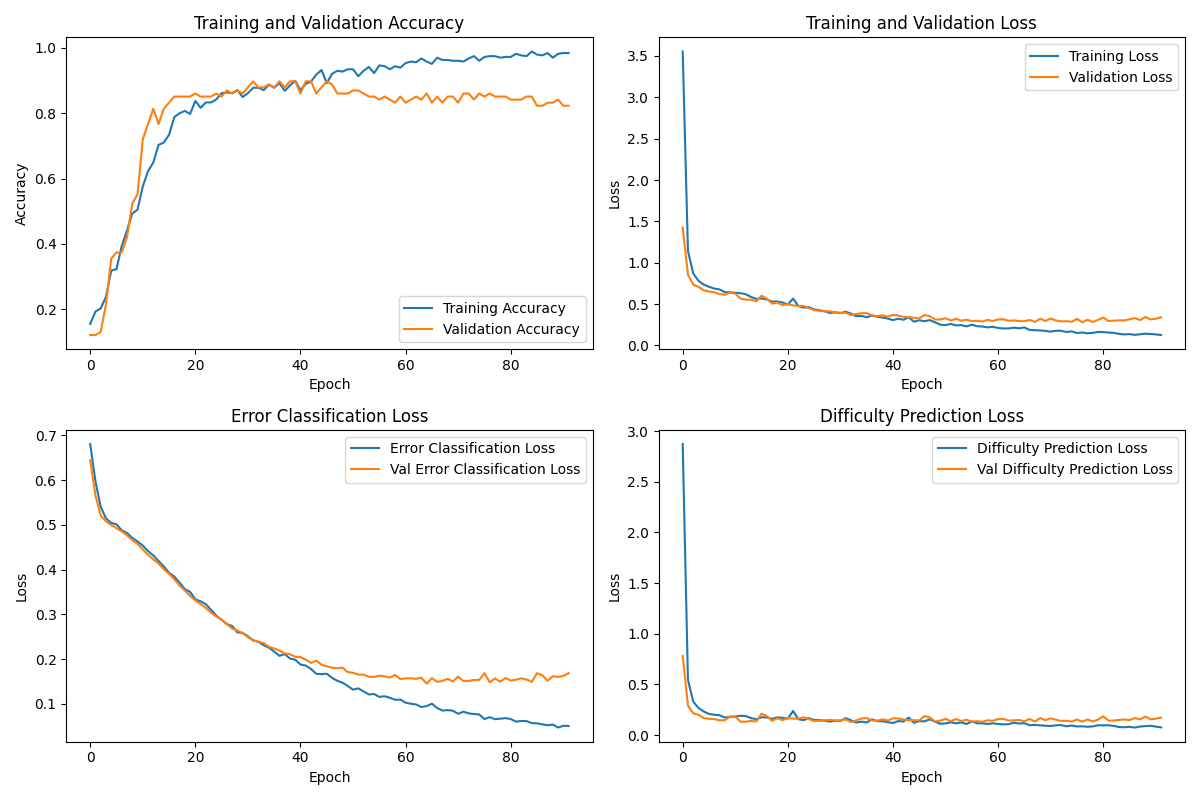 Training and Validation Accuracy
Accuracy
1.0
0.8
0.6
0.4
0.2
Training Accuracy
Validation Accuracy
0 20 40 60 80
Epoch
Training and Validation Loss
Loss
3.5
3.0
2.5
2.0
1.5
1.0
0.5
0.0
Training Loss
Validation Loss
0 20 40 60 80
Epoch
Error Classification Loss
Loss
0.7
0.6
0.5
0.4
0.3
0.2
0.1
Error Classification Loss
Val Error Classification Loss
0 20 40 60 80
Epoch
Difficulty Prediction Loss
Loss
3.0
2.5
2.0
1.5
1.0
0.5
0.0
Difficulty Prediction Loss
Val Difficulty Prediction Loss
0 20 40 60 80
Epoch